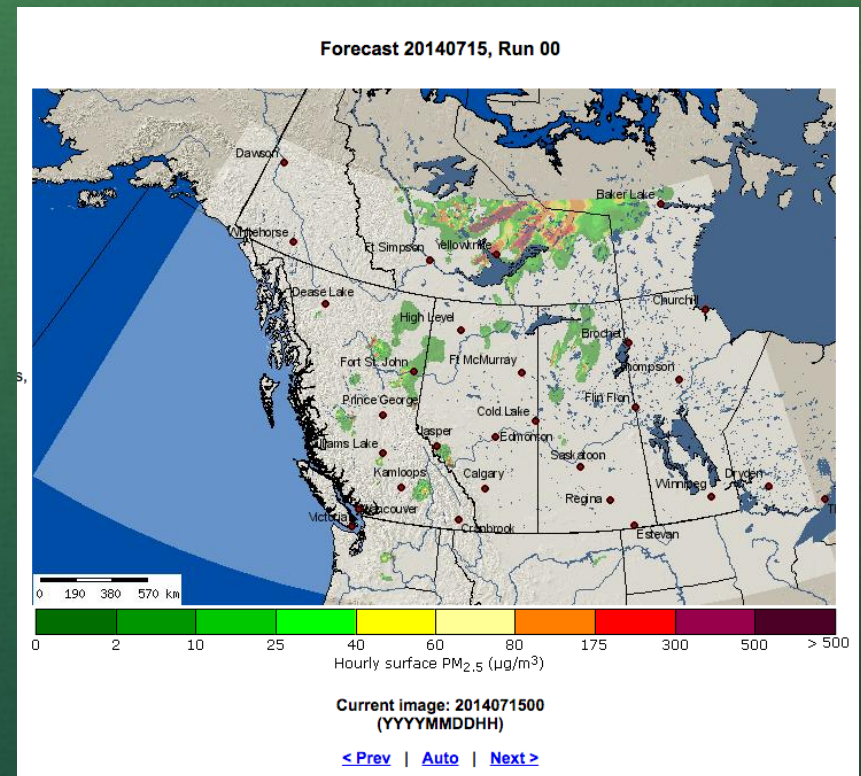 Forecast 20140715, Run 00
Dawson
Baker Lake
Whitehorse
Ft Simpson
Yellowknife
Dease Lake
Churchill
High Level
Brochet
Fort St. John
Ft McMurray
Thompson
Prince George
Flin Flon
Cold Lake
Jasper
Edmonton
Williams Lake
Saskatoon
Kamloops
Calgary
Winnipeg
Dryden
Regina
Vancouver
Victoria
Cranbrook
Estevan
s,
0 190 380 570 km
0 2 10 25 40 60 80 175 300 500 > 500
Hourly surface PM2.5 (µg/m³)
Current image: 2014071500
(YYYYMMDDHH)
< Prev | Auto | Next >